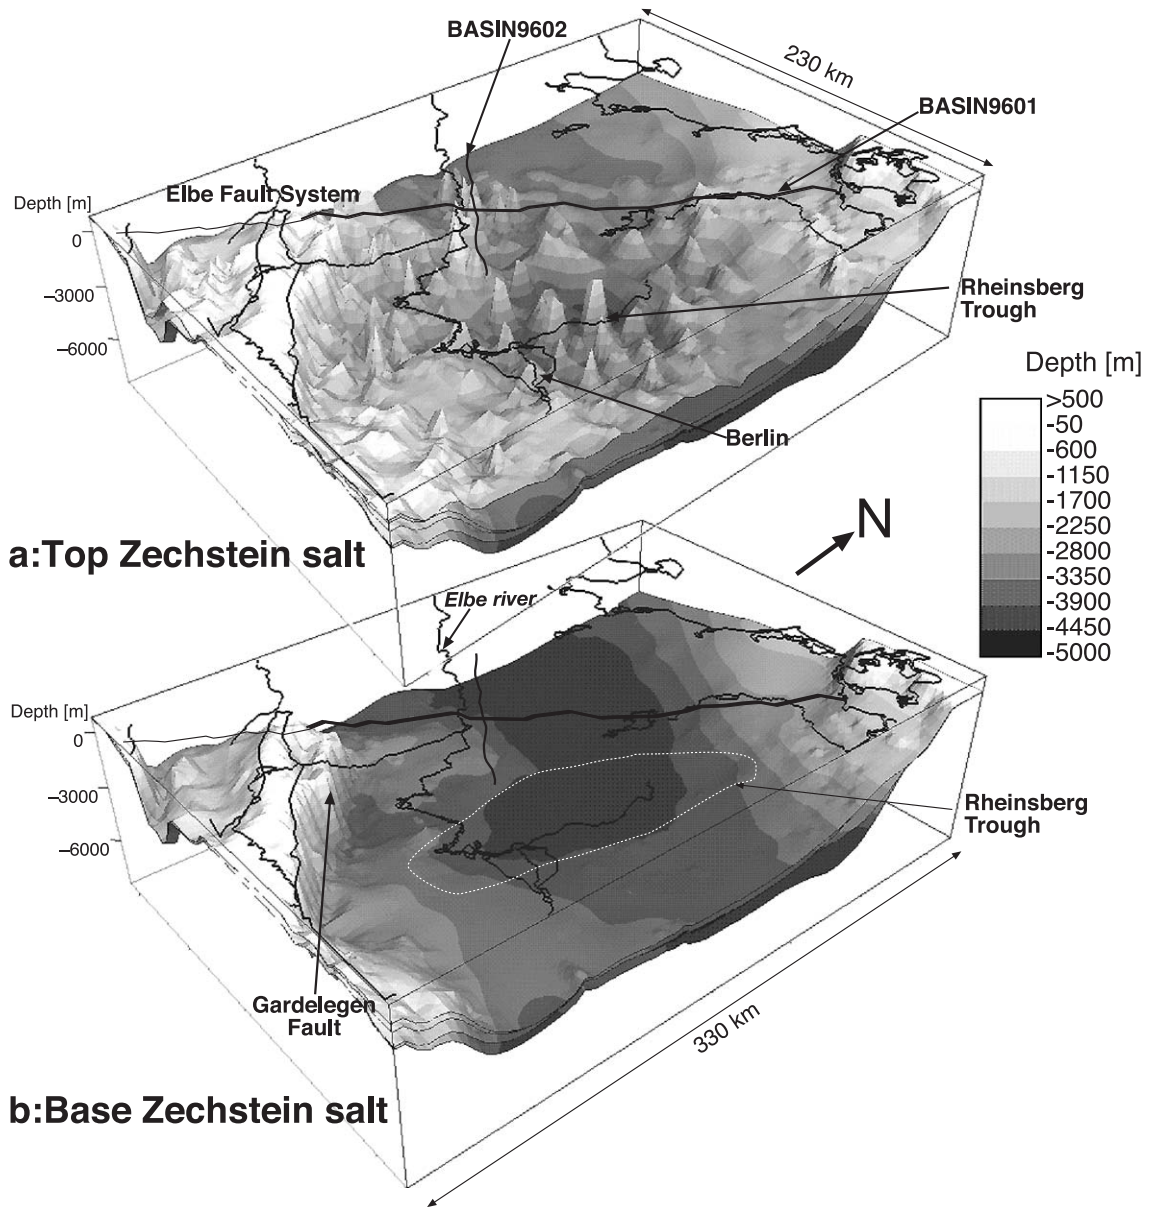 BASIN9602
230 km
BASIN9601
Elbe Fault System
Depth [m]
0
–3000
–6000
Rheinsberg
Trough
Berlin
Depth [m]
>500
-50
-600
-1150
-1700
-2250
-2800
-3350
-3900
-4450
-5000
N
a:Top Zechstein salt
Elbe river
Depth [m]
0
–3000
–6000
Rheinsberg
Trough
Gardelegen
Fault
330 km
b:Base Zechstein salt